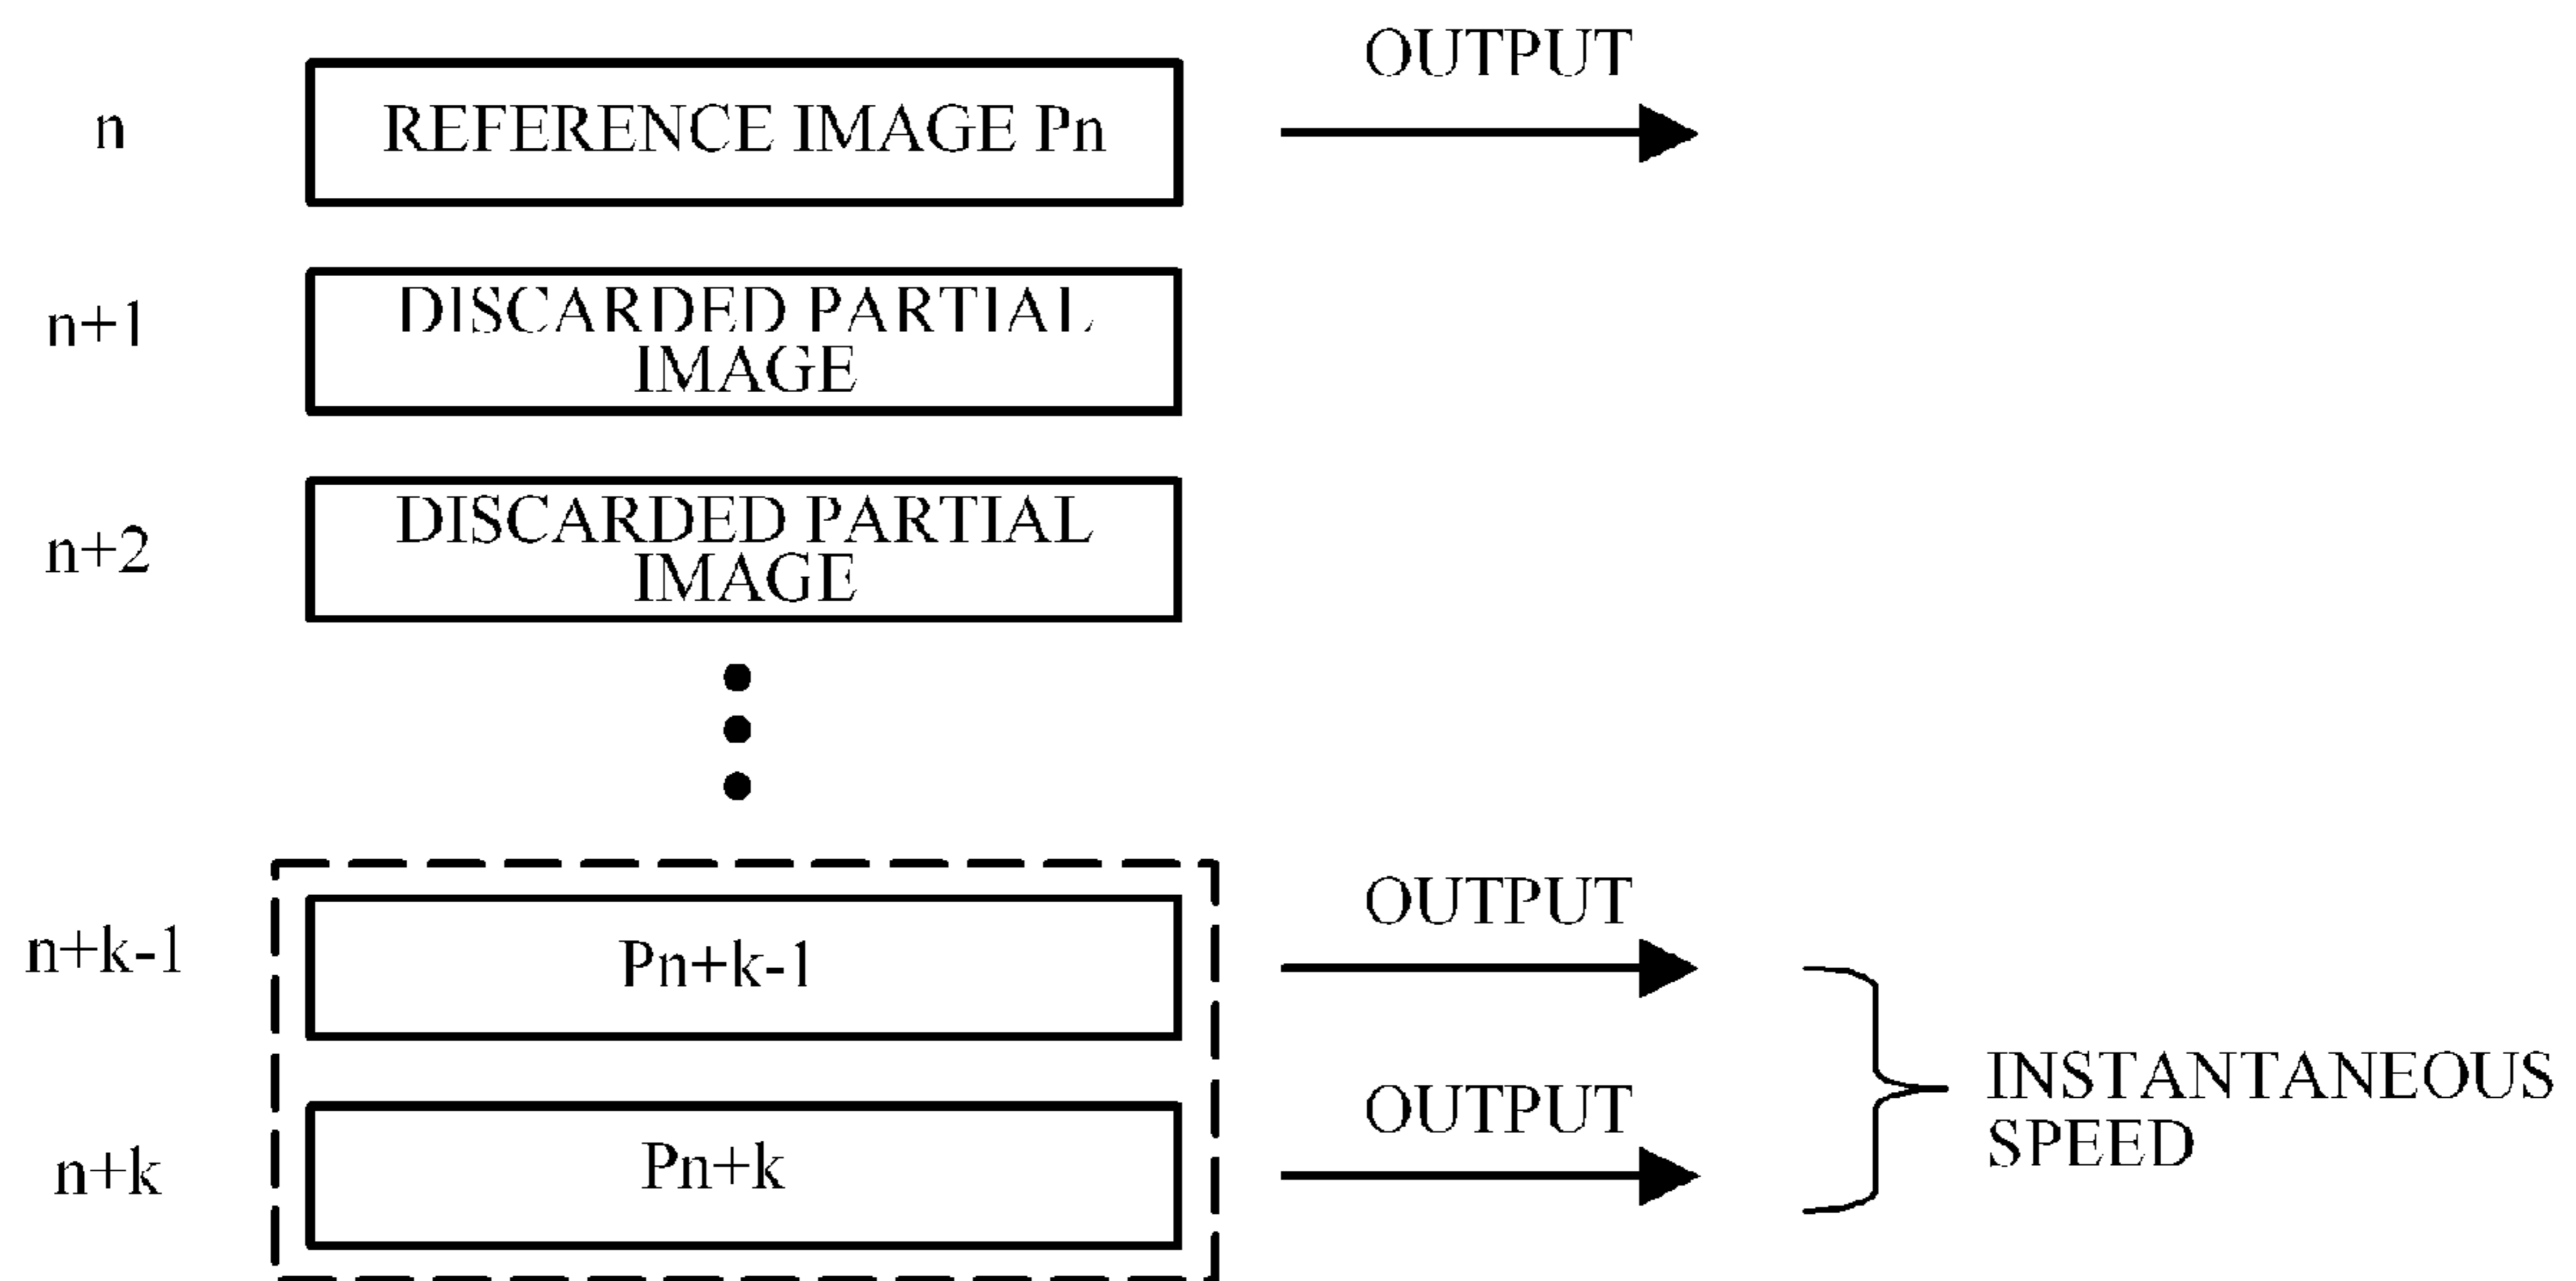 OUTPUT
n
REFERENCE IMAGE Pn
n+1
DISCARDED PARTIAL
IMAGE
n+2
DISCARDED PARTIAL
IMAGE
OUTPUT
n+k-1
Pn+k-1
INSTANTANEOUS
SPEED
OUTPUT
n+k
Pn+k